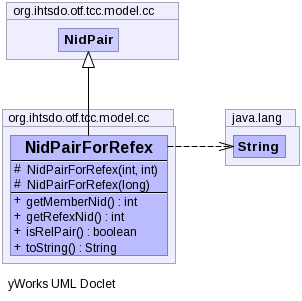 org.ihtsdo.otf.tcc.model.cc
NidPair
org.ihtsdo.otf.tcc.model.cc
NidPairForRefex
# NidPairForRefex(int, int)
# NidPairForRefex(long)
+ getMemberNid() : int
+ getRefexNid() : int
+ isRelPair() : boolean
+ toString() : String
java.lang
String
yWorks UML Doclet